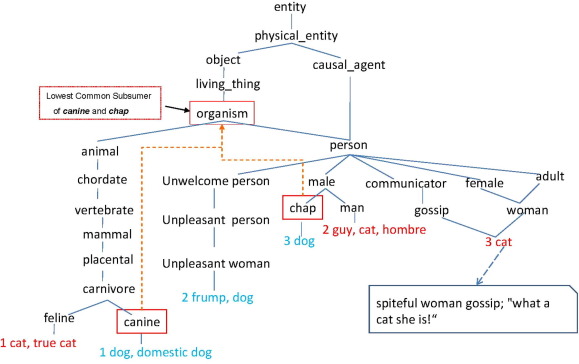 entity
physical_entity
object
causal_agent
living_thing
Lowest Common Subsumer
of canine and chap
organism
person
animal
chordate
vertebrate
mammal
placental
carnivore
feline
canine
1 cat, true cat
1 dog, domestic dog
Unwelcome person
Unpleasant person
Unpleasant woman
2 frump, dog
male
chap
man
3 dog
2 guy, cat, hombre
communicator
gossip
female
adult
woman
3 cat
spiteful woman gossip; "what a
cat she is!“